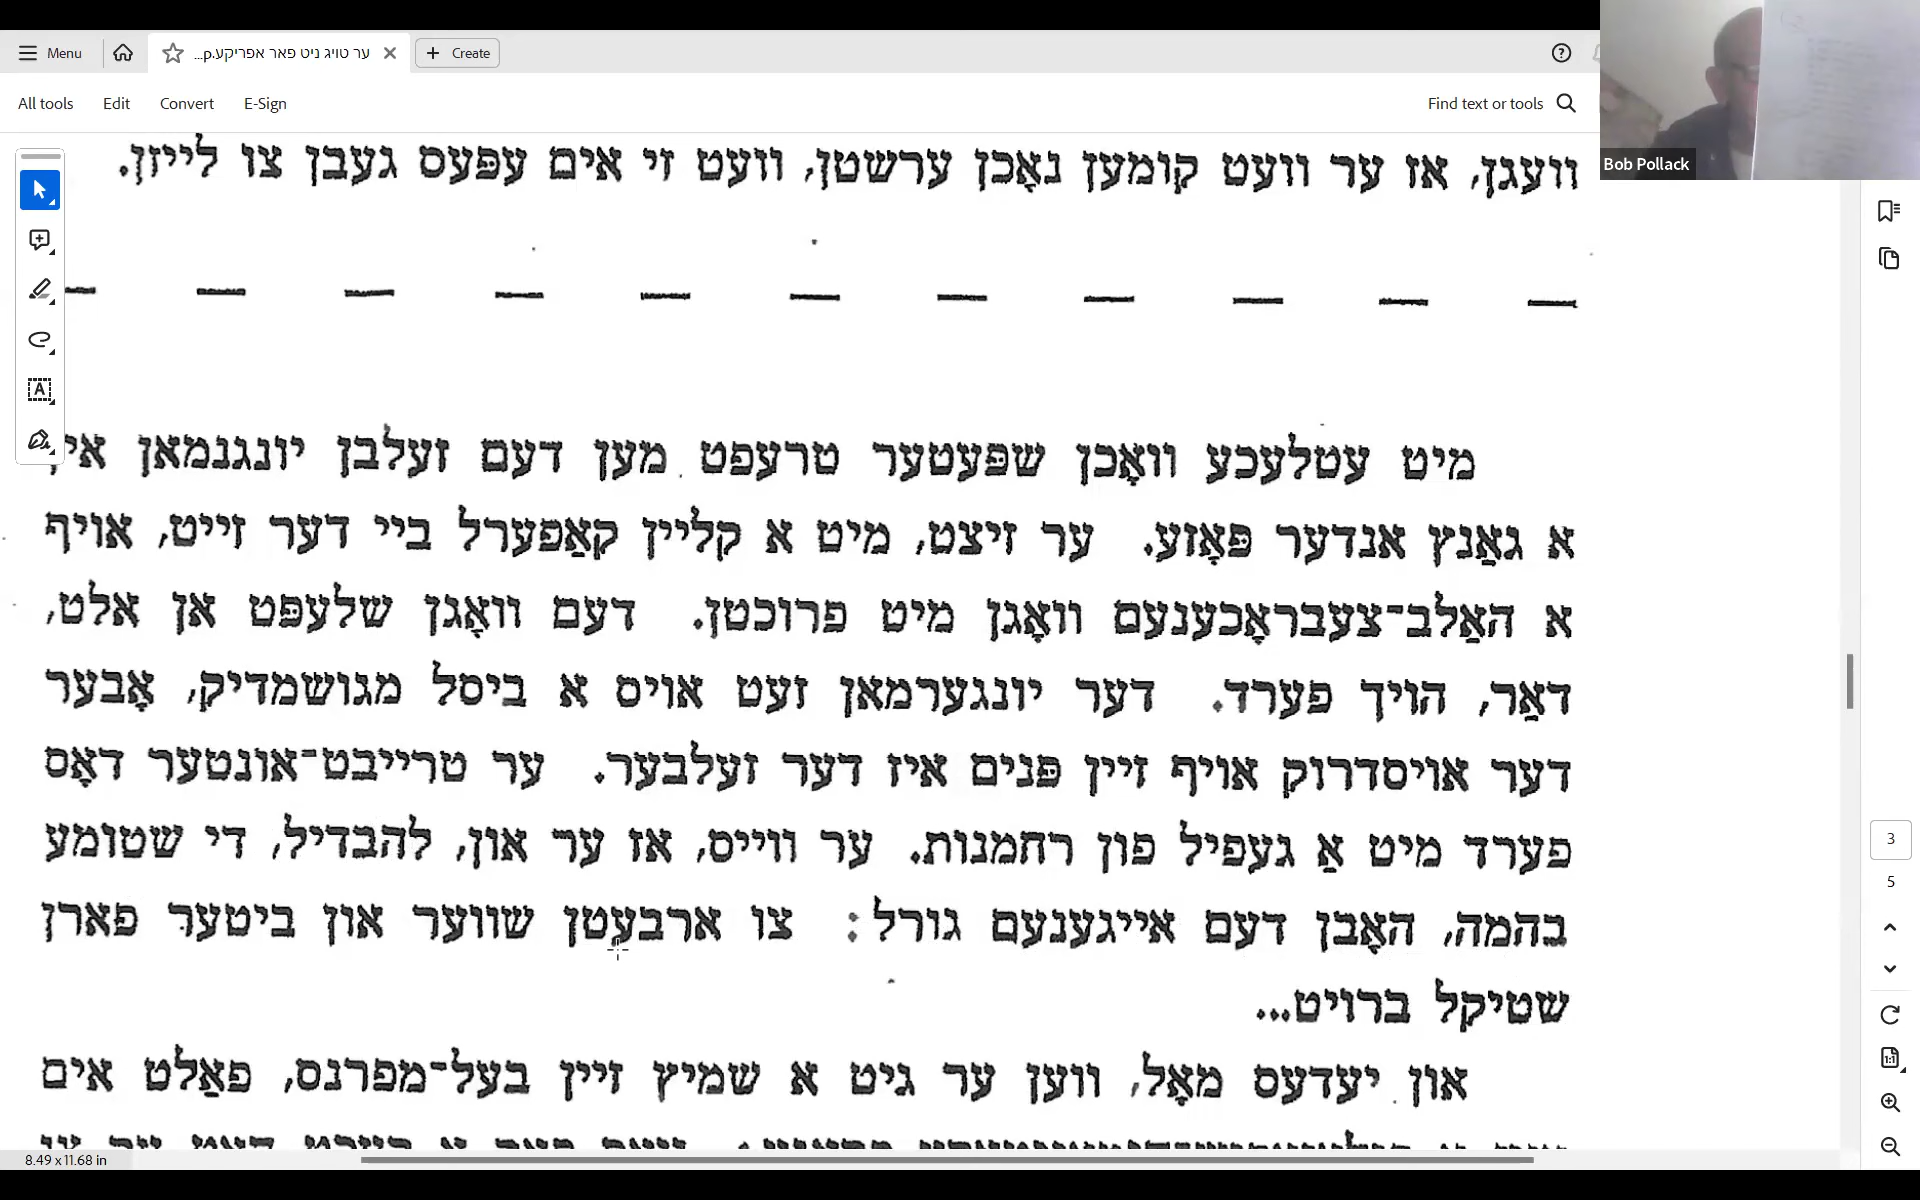 Menu
ער טויג ניט פאר אפריקע.p...
Create
All tools
Edit
Convert
E-Sign
Find text or tools
Bob Pollack
וועגן, אז ער וועט קומען נאָכן ערשטן, וועט זי אים עפּעס געבן צו לייזן.
— — — — — — — — — — —
מיט עטלעכע וואָכן שפּעטער טרעפט מען דעם זעלבן יונגנמאן אין
א גאַנץ אנדער פּאָזע. ער זיצט, מיט א קליין קאַפערל ביי דער זייט, אויף
א האַלב־צעבראָכענעם וואָגן מיט פרוכטן. דעם וואָגן שלעפּט אן אלט,
דאַר, הויך פערד. דער יונגערמאן זעט אויס א ביסל מגושמדיק, אָבער
דער אויסדרוק אויף זיין פּנים איז דער זעלבער. ער טרייבט־אונטער דאָס
פערד מיט אַ געפיל פון רחמנות. ער ווייס, אז ער און, להבדיל, די שטומע
בהמה, האָבן דעם אייגענעם גורל: צו ארבעטן שווער און ביטער פארן
שטיקל ברויט...
און יעדעס מאָל, ווען ער גיט א שמיץ זיין בעל־מפרנס, פאַלט אים
3
5
8.49 x 11.68 in